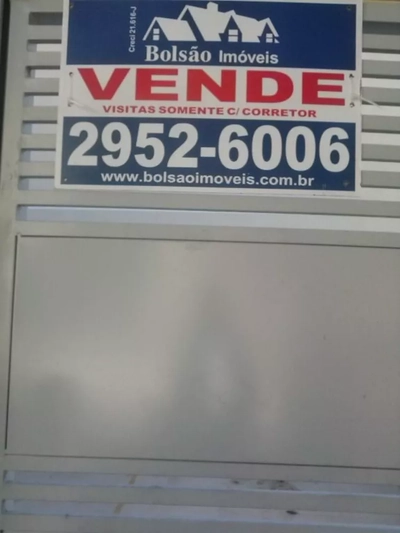 Creci 21.616-J
Bolsão Imóveis
VENDE
VISITAS SOMENTE C/ CORRETOR
2952-6006
www.bolsaoimoveis.com.br